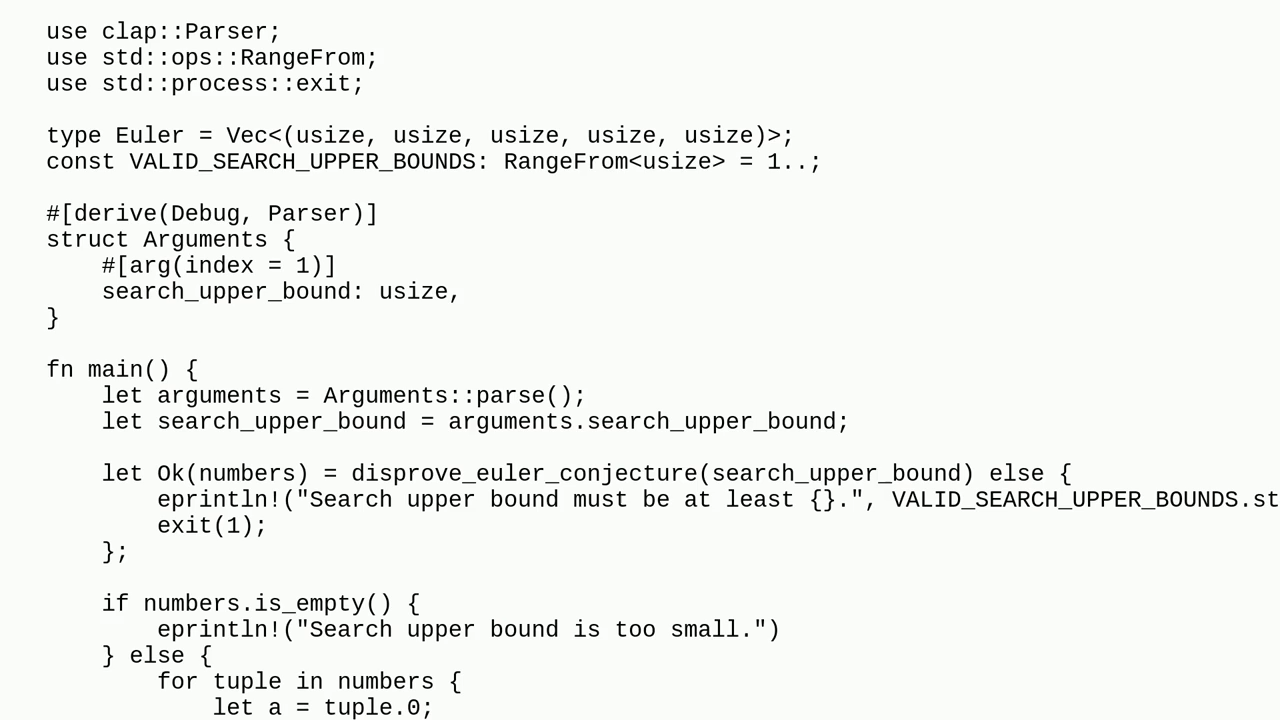 use clap::Parser;
use std::ops::RangeFrom;
use std::process::exit;

type Euler = Vec<(usize, usize, usize, usize, usize)>;
const VALID_SEARCH_UPPER_BOUNDS: RangeFrom<usize> = 1..;

#[derive(Debug, Parser)]
struct Arguments {
    #[arg(index = 1)]
    search_upper_bound: usize,
}

fn main() {
    let arguments = Arguments::parse();
    let search_upper_bound = arguments.search_upper_bound;

    let Ok(numbers) = disprove_euler_conjecture(search_upper_bound) else {
        eprintln!("Search upper bound must be at least {}.", VALID_SEARCH_UPPER_BOUNDS.st
        exit(1);
    };

    if numbers.is_empty() {
        eprintln!("Search upper bound is too small.")
    } else {
        for tuple in numbers {
            let a = tuple.0;